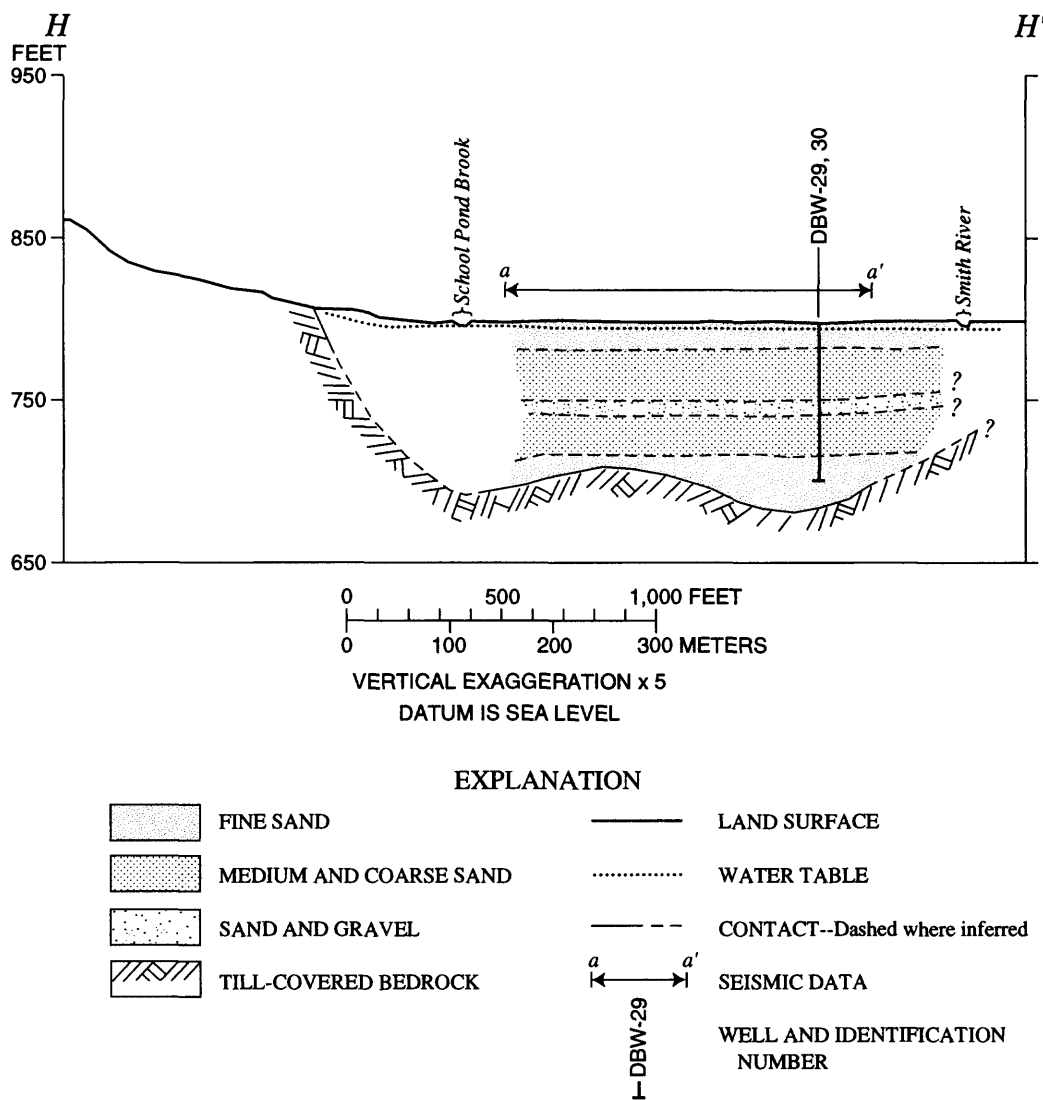 H
H'
FEET
950
850
750
650
School Pond Brook
DBW-29, 30
Smith River
a
a'
?
?
?
0 500 1,000 FEET
0 100 200 300 METERS
VERTICAL EXAGGERATION x 5
DATUM IS SEA LEVEL
EXPLANATION
FINE SAND
MEDIUM AND COARSE SAND
SAND AND GRAVEL
TILL-COVERED BEDROCK
LAND SURFACE
WATER TABLE
CONTACT--Dashed where inferred
a
a'
SEISMIC DATA
DBW-29
WELL AND IDENTIFICATION
NUMBER